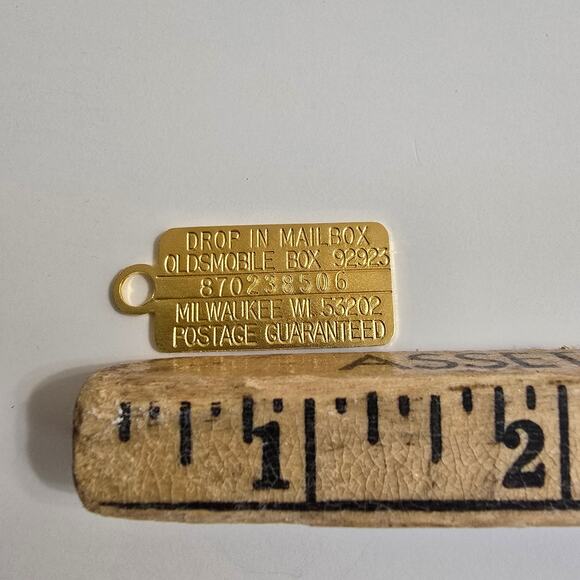 DROP IN MAILBOX
OLDSMOBILE BOX 92923
870238506
MILWAUKEE WI. 53202
POSTAGE GUARANTEED
1 2